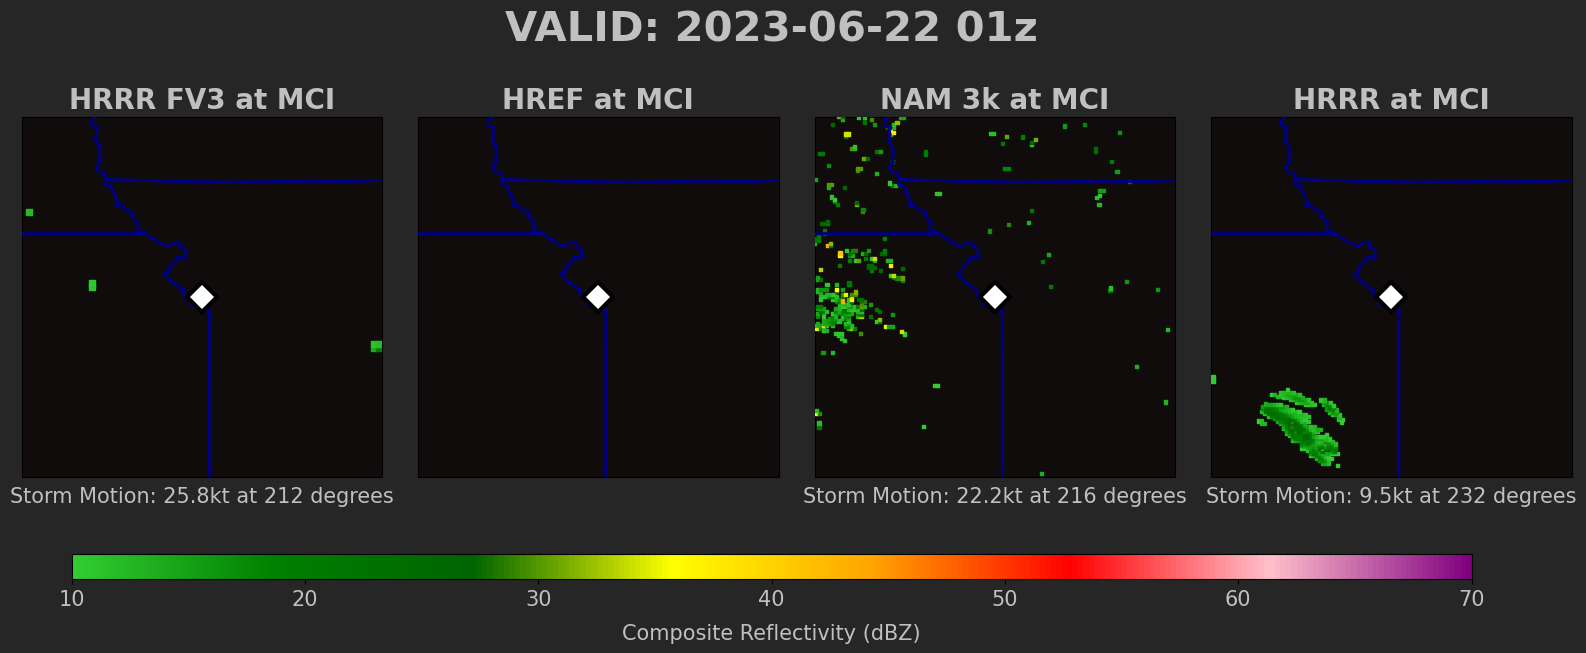 VALID: 2023-06-22 01z
HRRR FV3 at MCI
HREF at MCI
NAM 3k at MCI
HRRR at MCI
Storm Motion: 25.8kt at 212 degrees
Storm Motion: 22.2kt at 216 degrees
Storm Motion: 9.5kt at 232 degrees
10 20 30 40 50 60 70
Composite Reflectivity (dBZ)